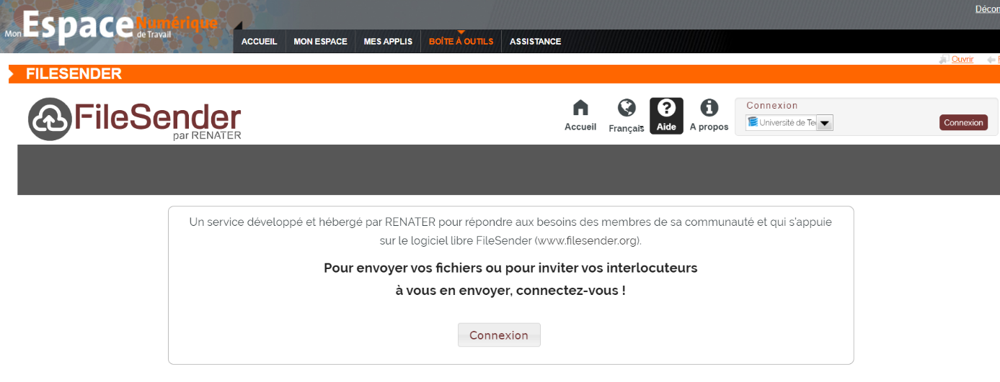 Décon
Mon Espace Numérique
de Travail
ACCUEIL MON ESPACE MES APPLIS BOÎTE À OUTILS ASSISTANCE
Ouvrir
FILESENDER
FileSender
par RENATER
Accueil Français Aide A propos
Connexion
Université de Te
Connexion
Un service développé et hébergé par RENATER pour répondre aux besoins des membres de sa communauté et qui s'appuie
sur le logiciel libre FileSender (www.filesender.org).
Pour envoyer vos fichiers ou pour inviter vos interlocuteurs
à vous en envoyer, connectez-vous !
Connexion